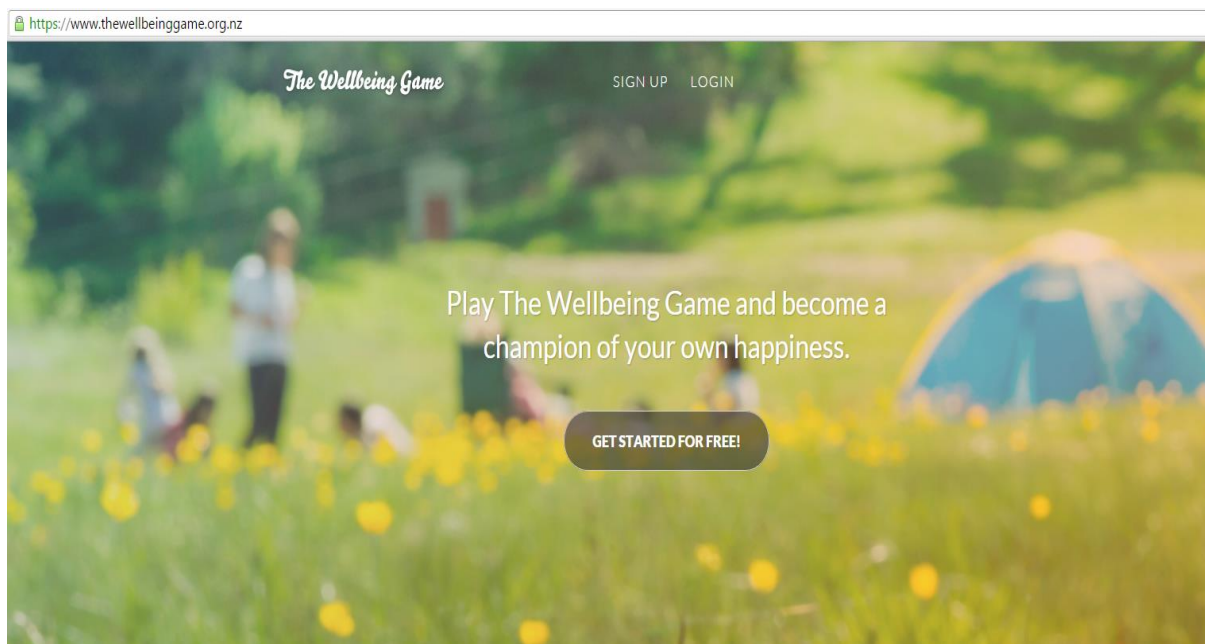 https://www.thewellbeinggame.org.nz
The Wellbeing Game
SIGN UP LOGIN
Play The Wellbeing Game and become a
champion of your own happiness.
GET STARTED FOR FREE!